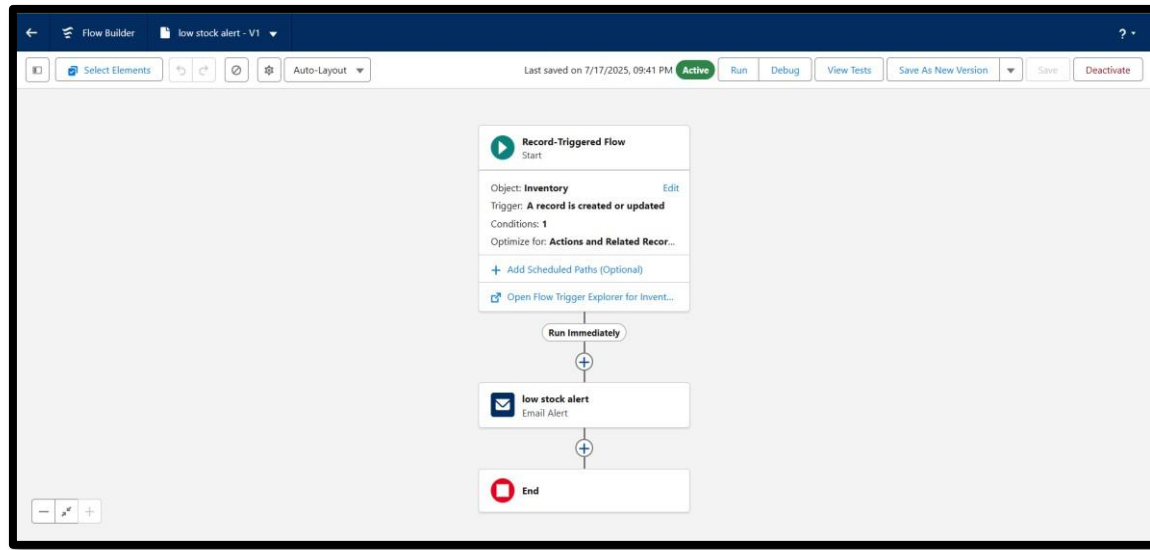 Flow Builder low stock alert - V1 ?
Select Elements Auto-Layout Last saved on 7/17/2025, 09:41 PM Active Run Debug View Tests Save As New Version Save Deactivate
Record-Triggered Flow
Start
Object: Inventory Edit
Trigger: A record is created or updated
Conditions: 1
Optimize for: Actions and Related Recor...
+ Add Scheduled Paths (Optional)
Open Flow Trigger Explorer for Invent...
Run Immediately
low stock alert
Email Alert
End